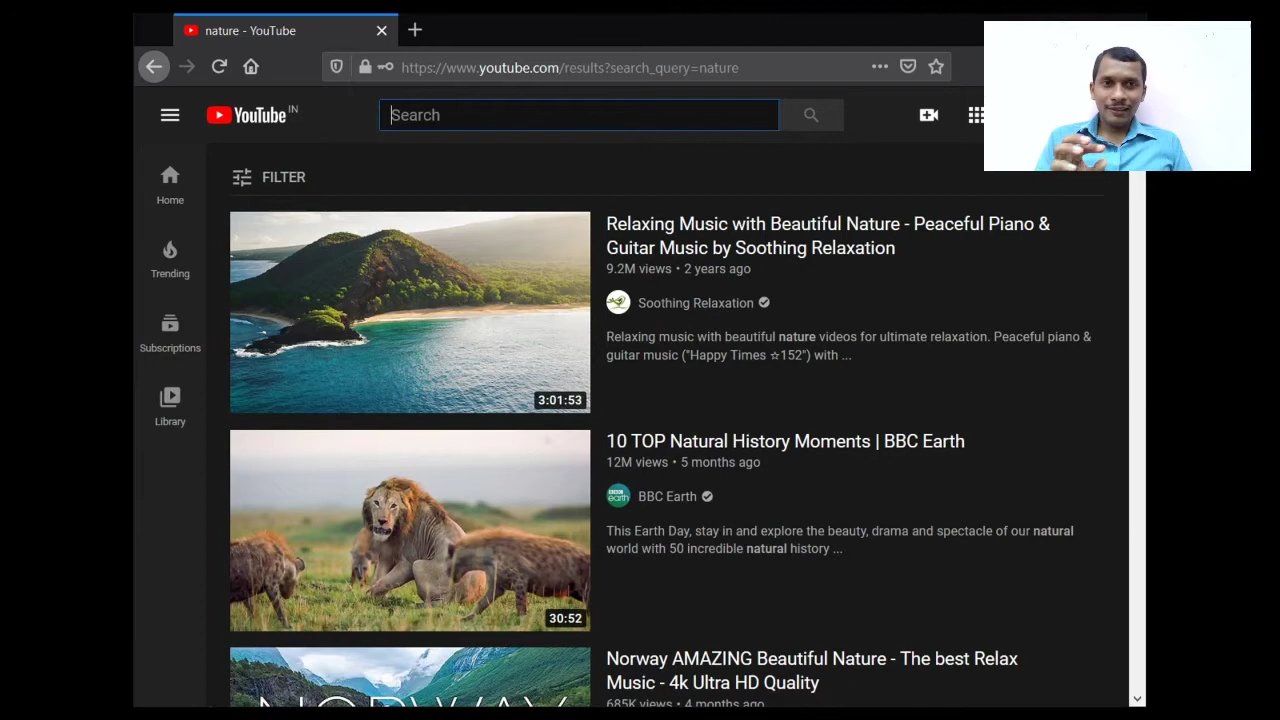 nature - YouTube
https://www.youtube.com/results?search_query=nature
YouTube IN
Search
FILTER
Home
Trending
Subscriptions
Library
3:01:53
Relaxing Music with Beautiful Nature - Peaceful Piano &
Guitar Music by Soothing Relaxation
9.2M views • 2 years ago
Soothing Relaxation
Relaxing music with beautiful nature videos for ultimate relaxation. Peaceful piano &
guitar music ("Happy Times ☆152") with ...
30:52
10 TOP Natural History Moments | BBC Earth
12M views • 5 months ago
BBC earth
BBC Earth
This Earth Day, stay in and explore the beauty, drama and spectacle of our natural
world with 50 incredible natural history ...
NORWAY
Norway AMAZING Beautiful Nature - The best Relax
Music - 4k Ultra HD Quality
685K views • 4 months ago